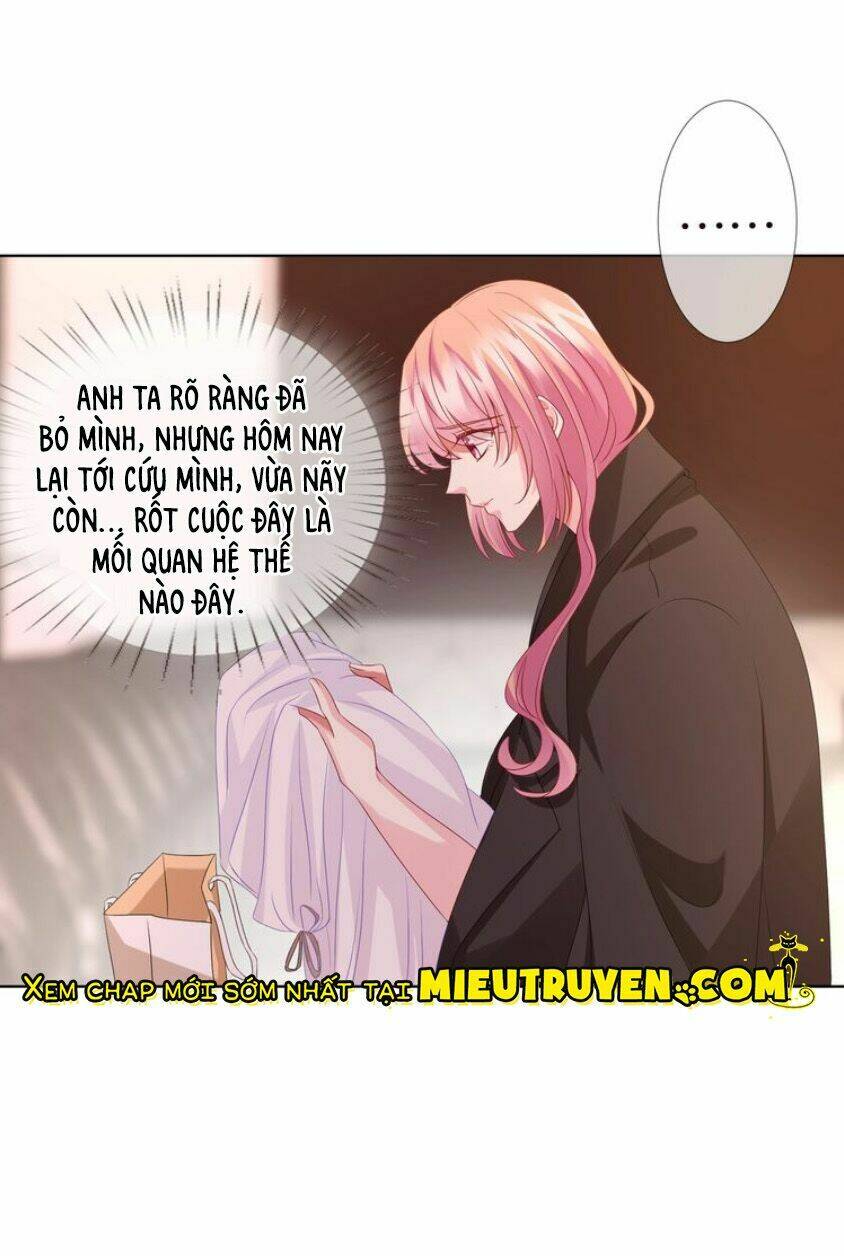 ......
ANH TA RÕ RÀNG ĐÃ
BỎ MÌNH, NHƯNG HÔM NAY
LẠI TỚI CỨU MÌNH, VỪA NÃY
CÒN... RỐT CUỘC ĐÂY LÀ
MỐI QUAN HỆ THẾ
NÀO ĐÂY.
XEM CHAP MỚI SỚM NHẤT TẠI MIEUTRUYEN.COM